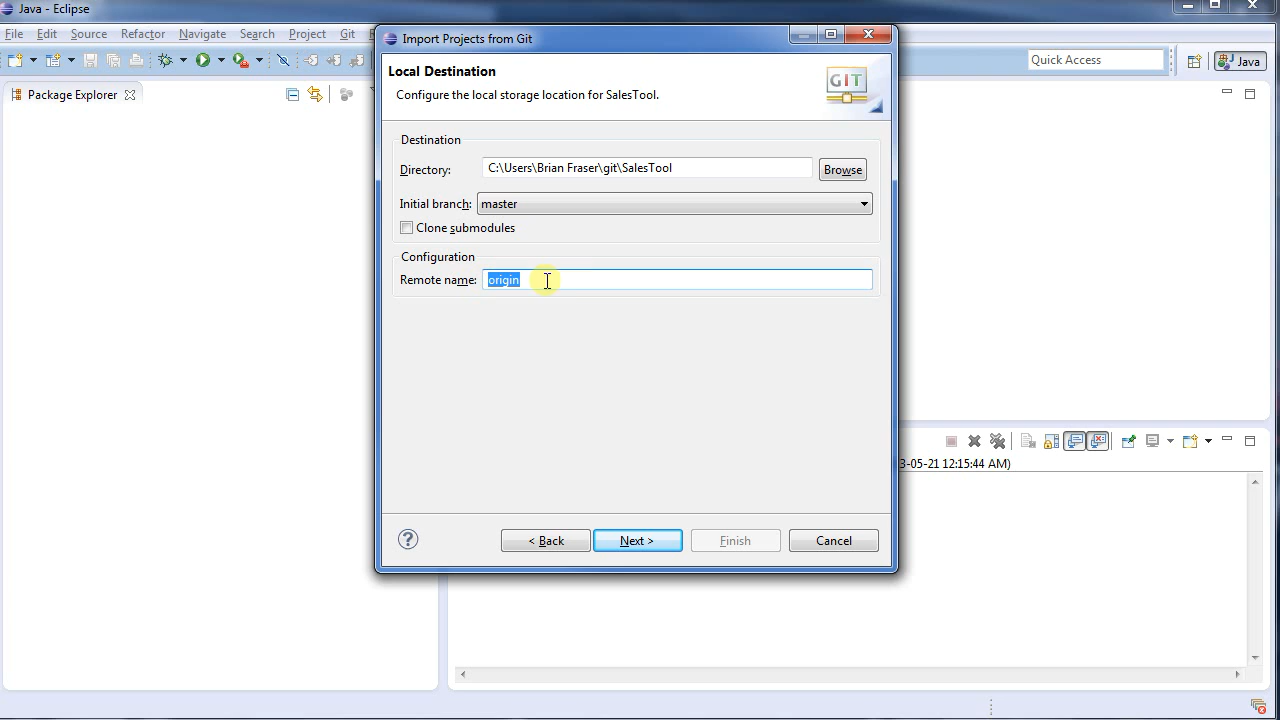 Java - Eclipse
File Edit Source Refactor Navigate Search Project Git
Quick Access
Java
Package Explorer
Import Projects from Git
Local Destination
Configure the local storage location for SalesTool.
GIT
Destination
Directory: C:\Users\Brian Fraser\git\SalesTool Browse
Initial branch: master
Clone submodules
Configuration
Remote name: origin
3-05-21 12:15:44 AM)
? < Back Next > Finish Cancel